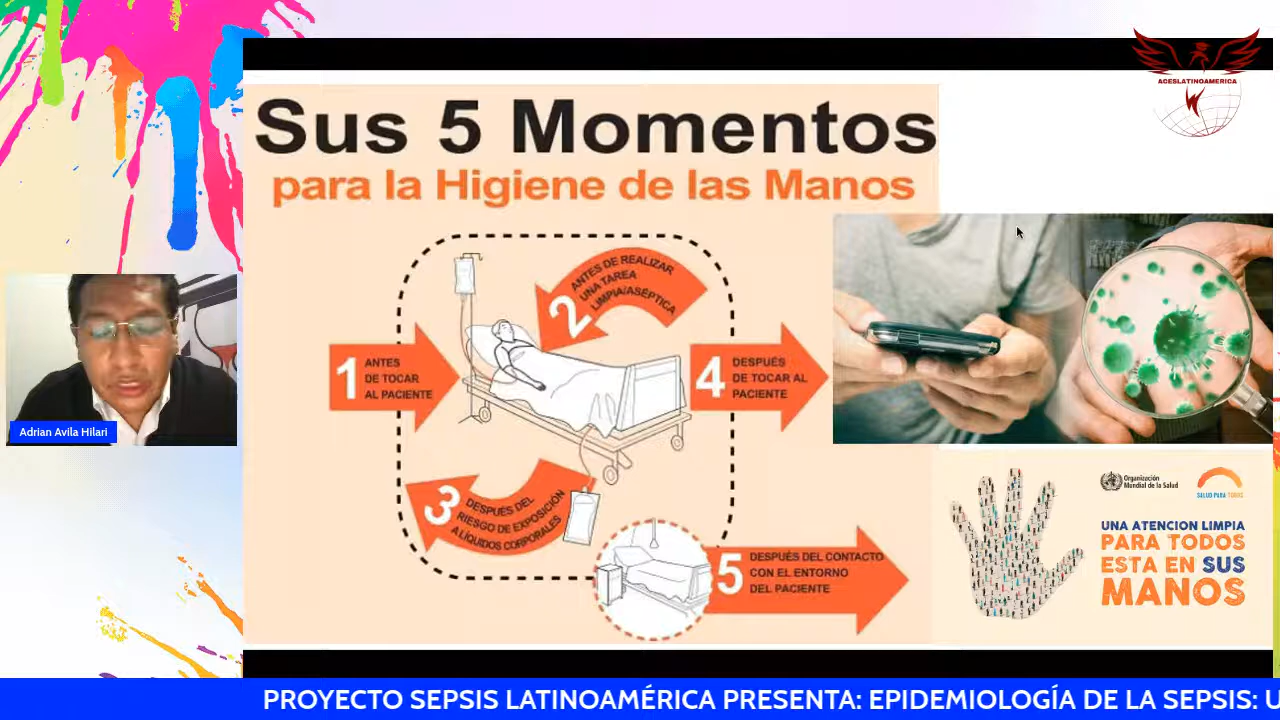 ACESLATINOAMERICA
Sus 5 Momentos
para la Higiene de las Manos
1 ANTES
DE TOCAR
AL PACIENTE
2 ANTES DE REALIZAR
UNA TAREA
LIMPIA/ASÉPTICA
3 DESPUÉS DEL
RIESGO DE EXPOSICIÓN
A LÍQUIDOS CORPORALES
4 DESPUÉS
DE TOCAR AL
PACIENTE
5 DESPUÉS DEL CONTACTO
CON EL ENTORNO
DEL PACIENTE
Adrian Avila Hilari
Organización
Mundial de la Salud
SALUD PARA TODOS
UNA ATENCION LIMPIA
PARA TODOS
ESTA EN SUS
MANOS
PROYECTO SEPSIS LATINOAMÉRICA PRESENTA: EPIDEMIOLOGÍA DE LA SEPSIS: U